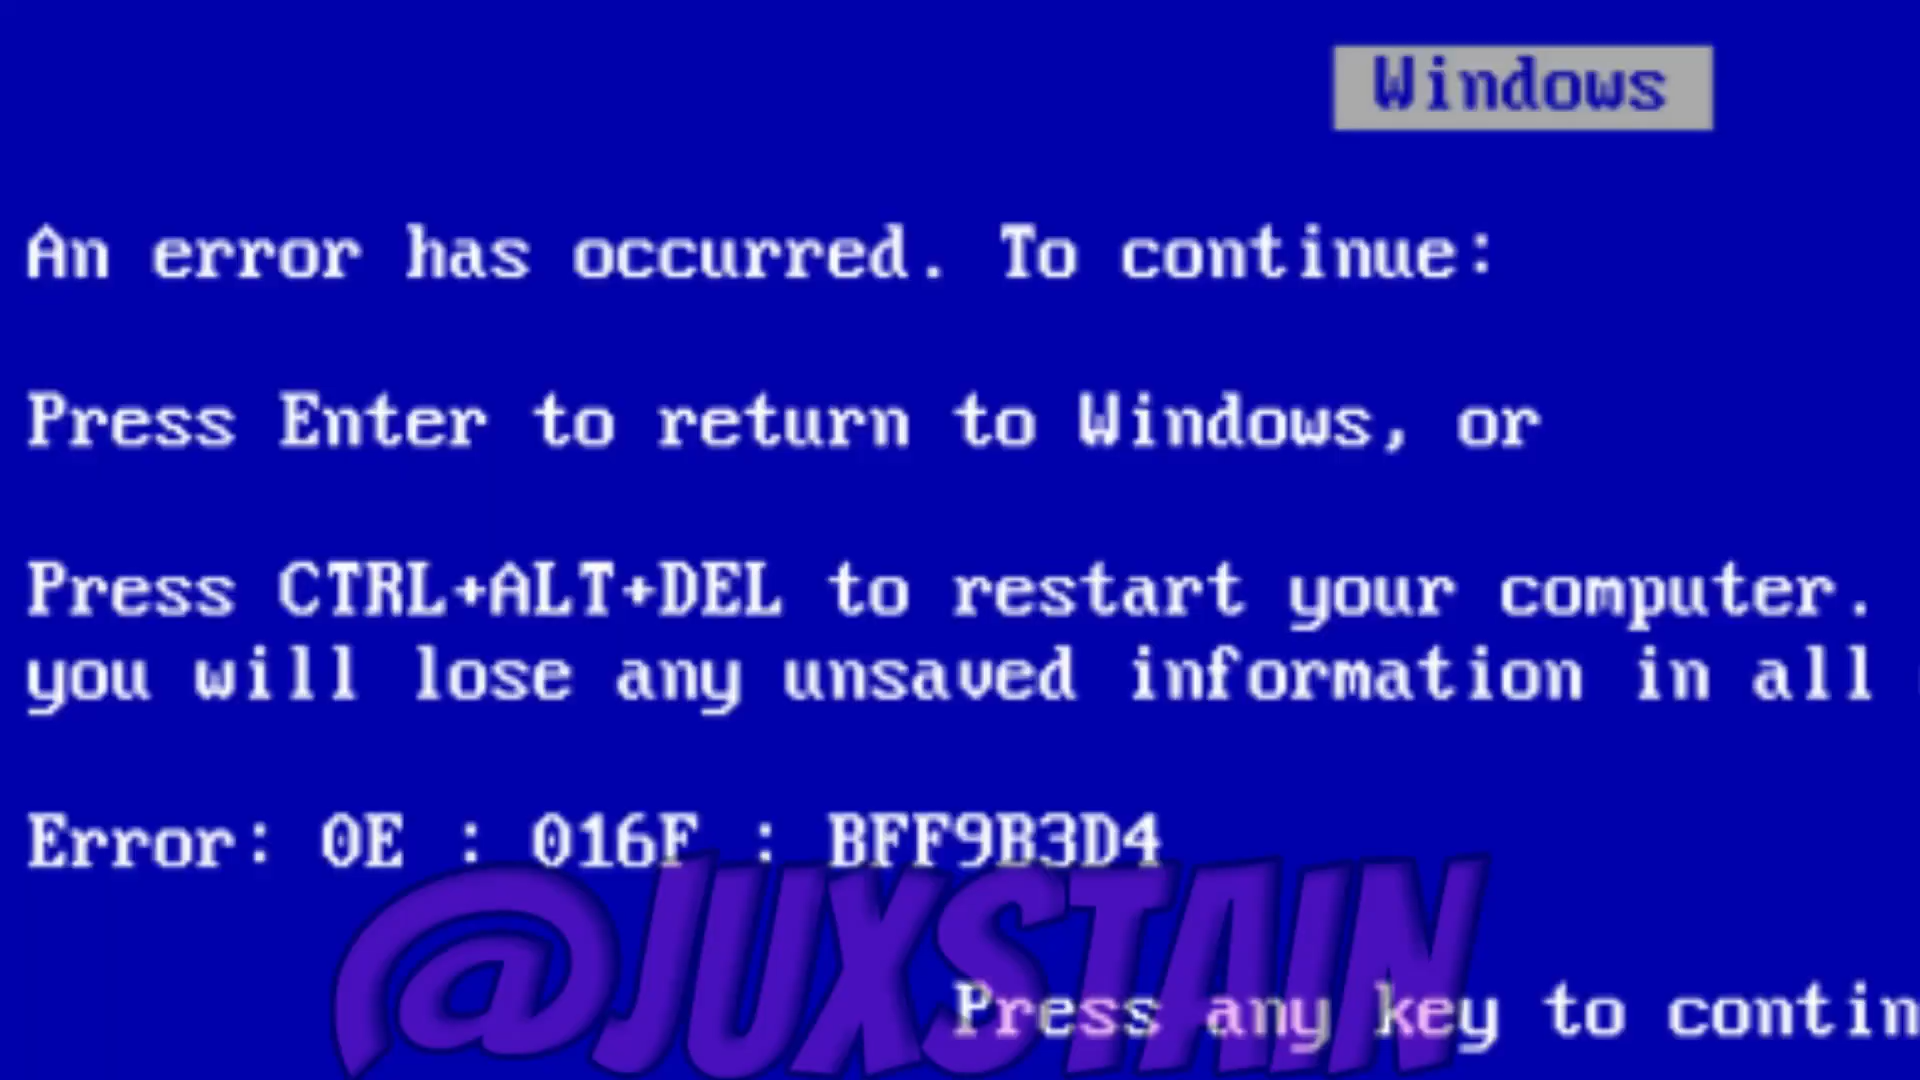 Windows
An error has occurred. To continue:
Press Enter to return to Windows, or
Press CTRL+ALT+DEL to restart your computer.
you will lose any unsaved information in all
Error: 0E : 016F : BFF9B3D4
@JUXSTAIN
Press any key to contin